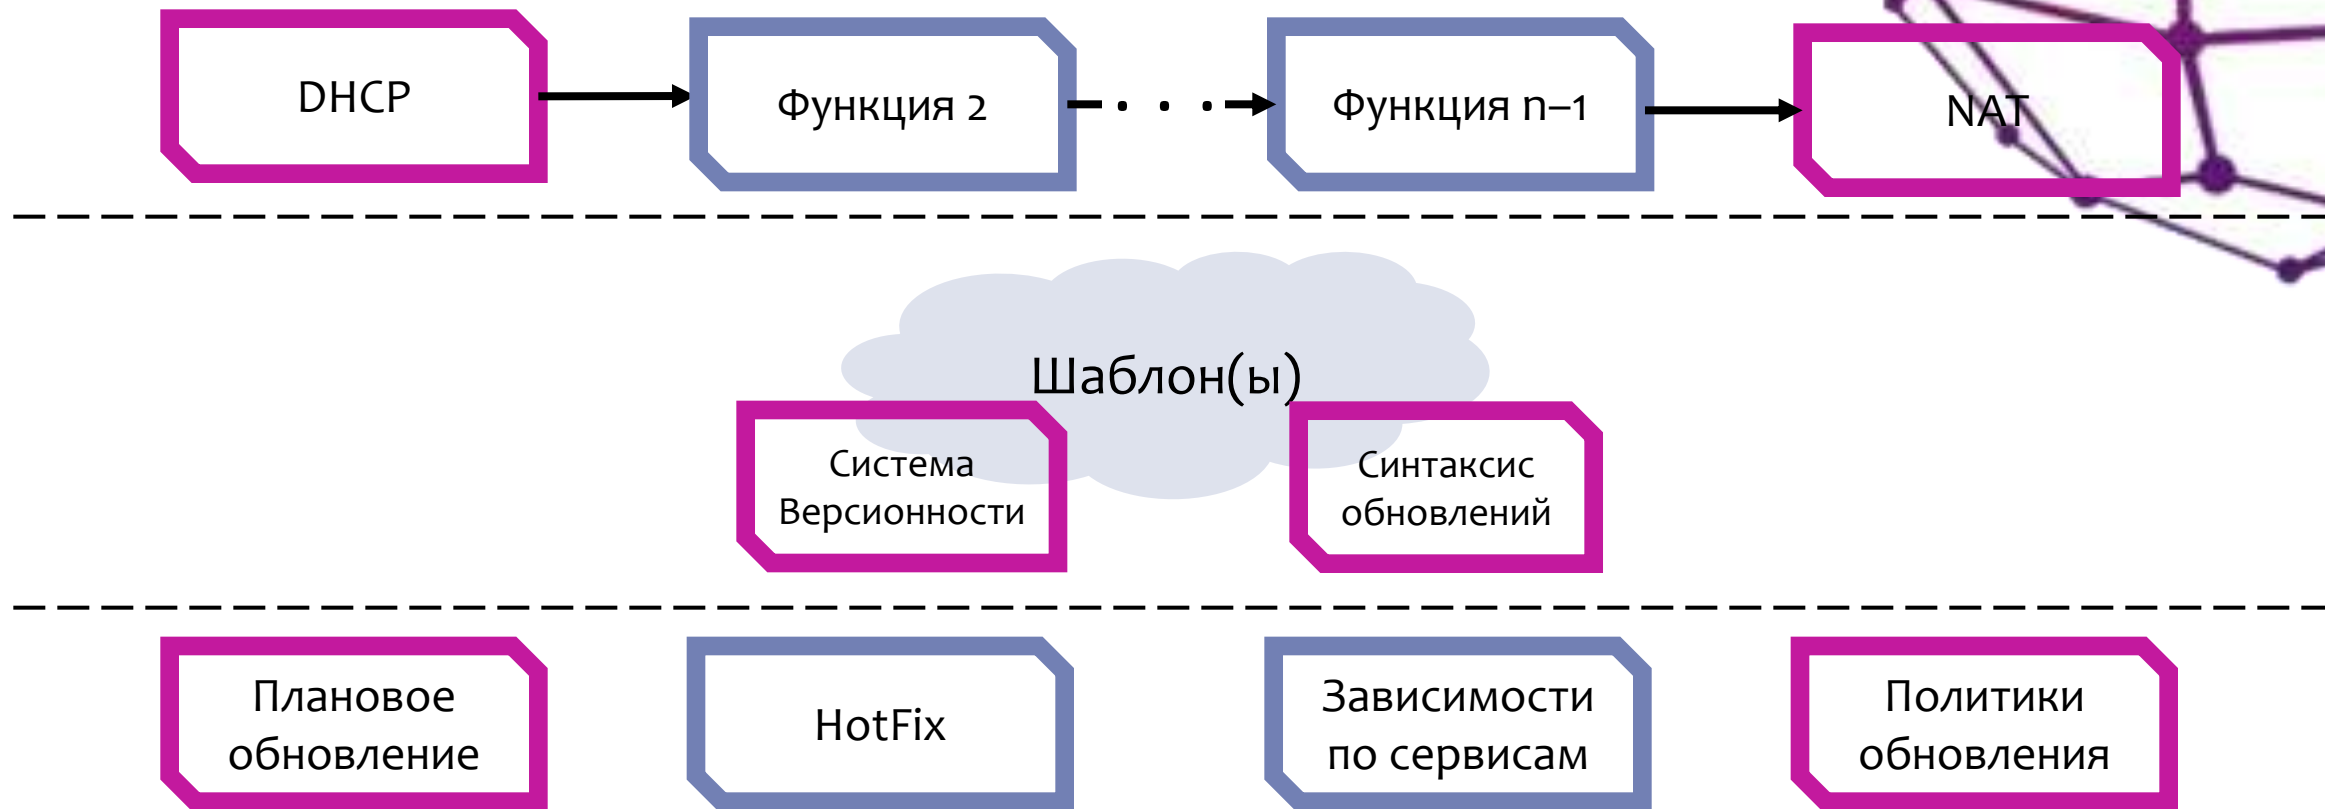 DHCP
Функция 2
Функция n–1
NAT
Шаблон(ы)
Система
Версионности
Синтаксис
обновлений
Плановое
обновление
HotFix
Зависимости
по сервисам
Политики
обновления